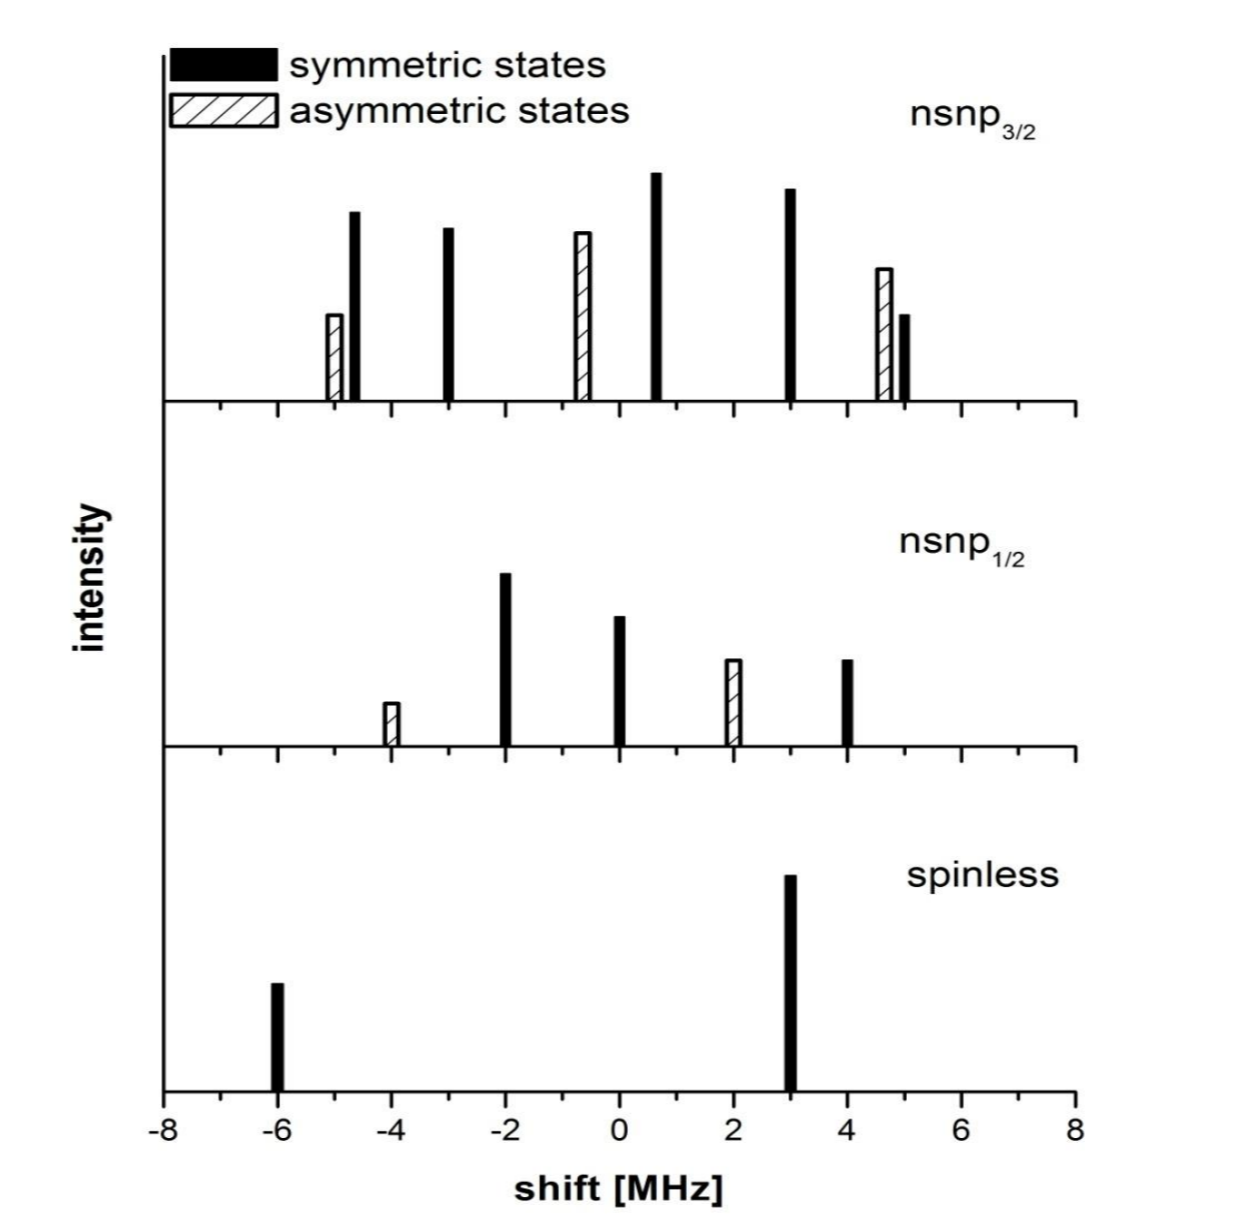 symmetric states
asymmetric states
nsnp3/2
nsnp1/2
intensity
spinless
-8 -6 -4 -2 0 2 4 6 8
shift [MHz]